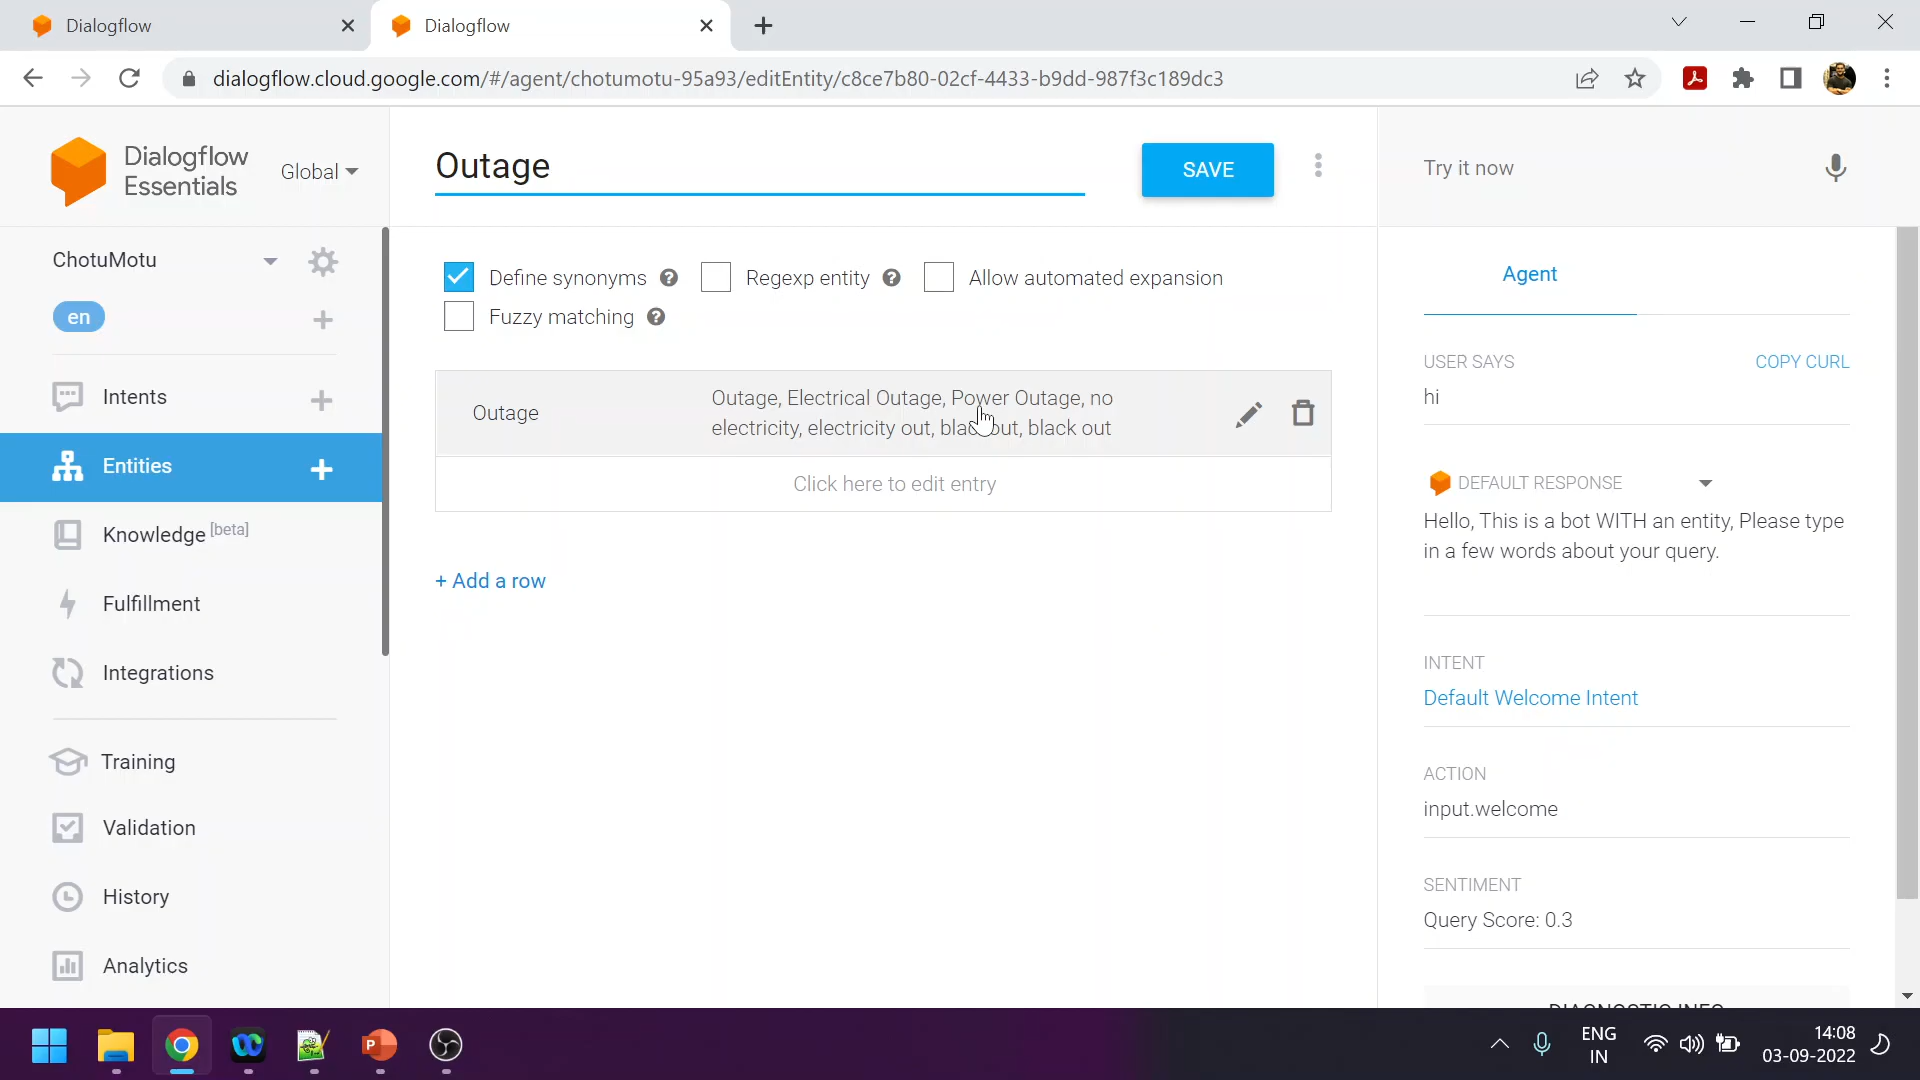 Dialogflow
Dialogflow
dialogflow.cloud.google.com/#/agent/chotumotu-95a93/editEntity/c8ce7b80-02cf-4433-b9dd-987f3c189dc3
Dialogflow
Essentials
Global
ChotuMotu
en
Intents
Entities
Knowledge [beta]
Fulfillment
Integrations
Training
Validation
History
Analytics
Outage
SAVE
Define synonyms
Regexp entity
Allow automated expansion
Fuzzy matching
Outage
Outage, Electrical Outage, Power Outage, no
electricity, electricity out, blackout, black out
Click here to edit entry
+ Add a row
Try it now
Agent
USER SAYS
COPY CURL
hi
DEFAULT RESPONSE
Hello, This is a bot WITH an entity, Please type
in a few words about your query.
INTENT
Default Welcome Intent
ACTION
input.welcome
SENTIMENT
Query Score: 0.3
DIAGNOSTIC INFO
ENG
IN
14:08
03-09-2022